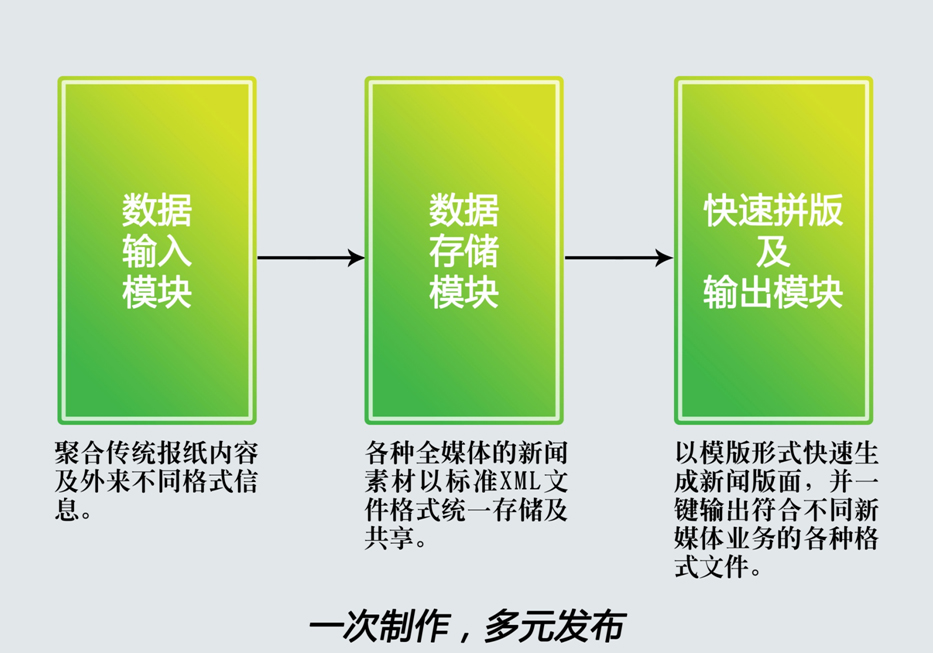 数据
输入
模块
数据
存储
模块
快速拼版
及
输出模块
聚合传统报纸内容
及外来不同格式信
息。
各种全媒体的新闻
素材以标准XML文
件格式统一存储及
共享。
以模版形式快速生
成新闻版面，并一
键输出符合不同新
媒体业务的各种格
式文件。
一次制作，多元发布